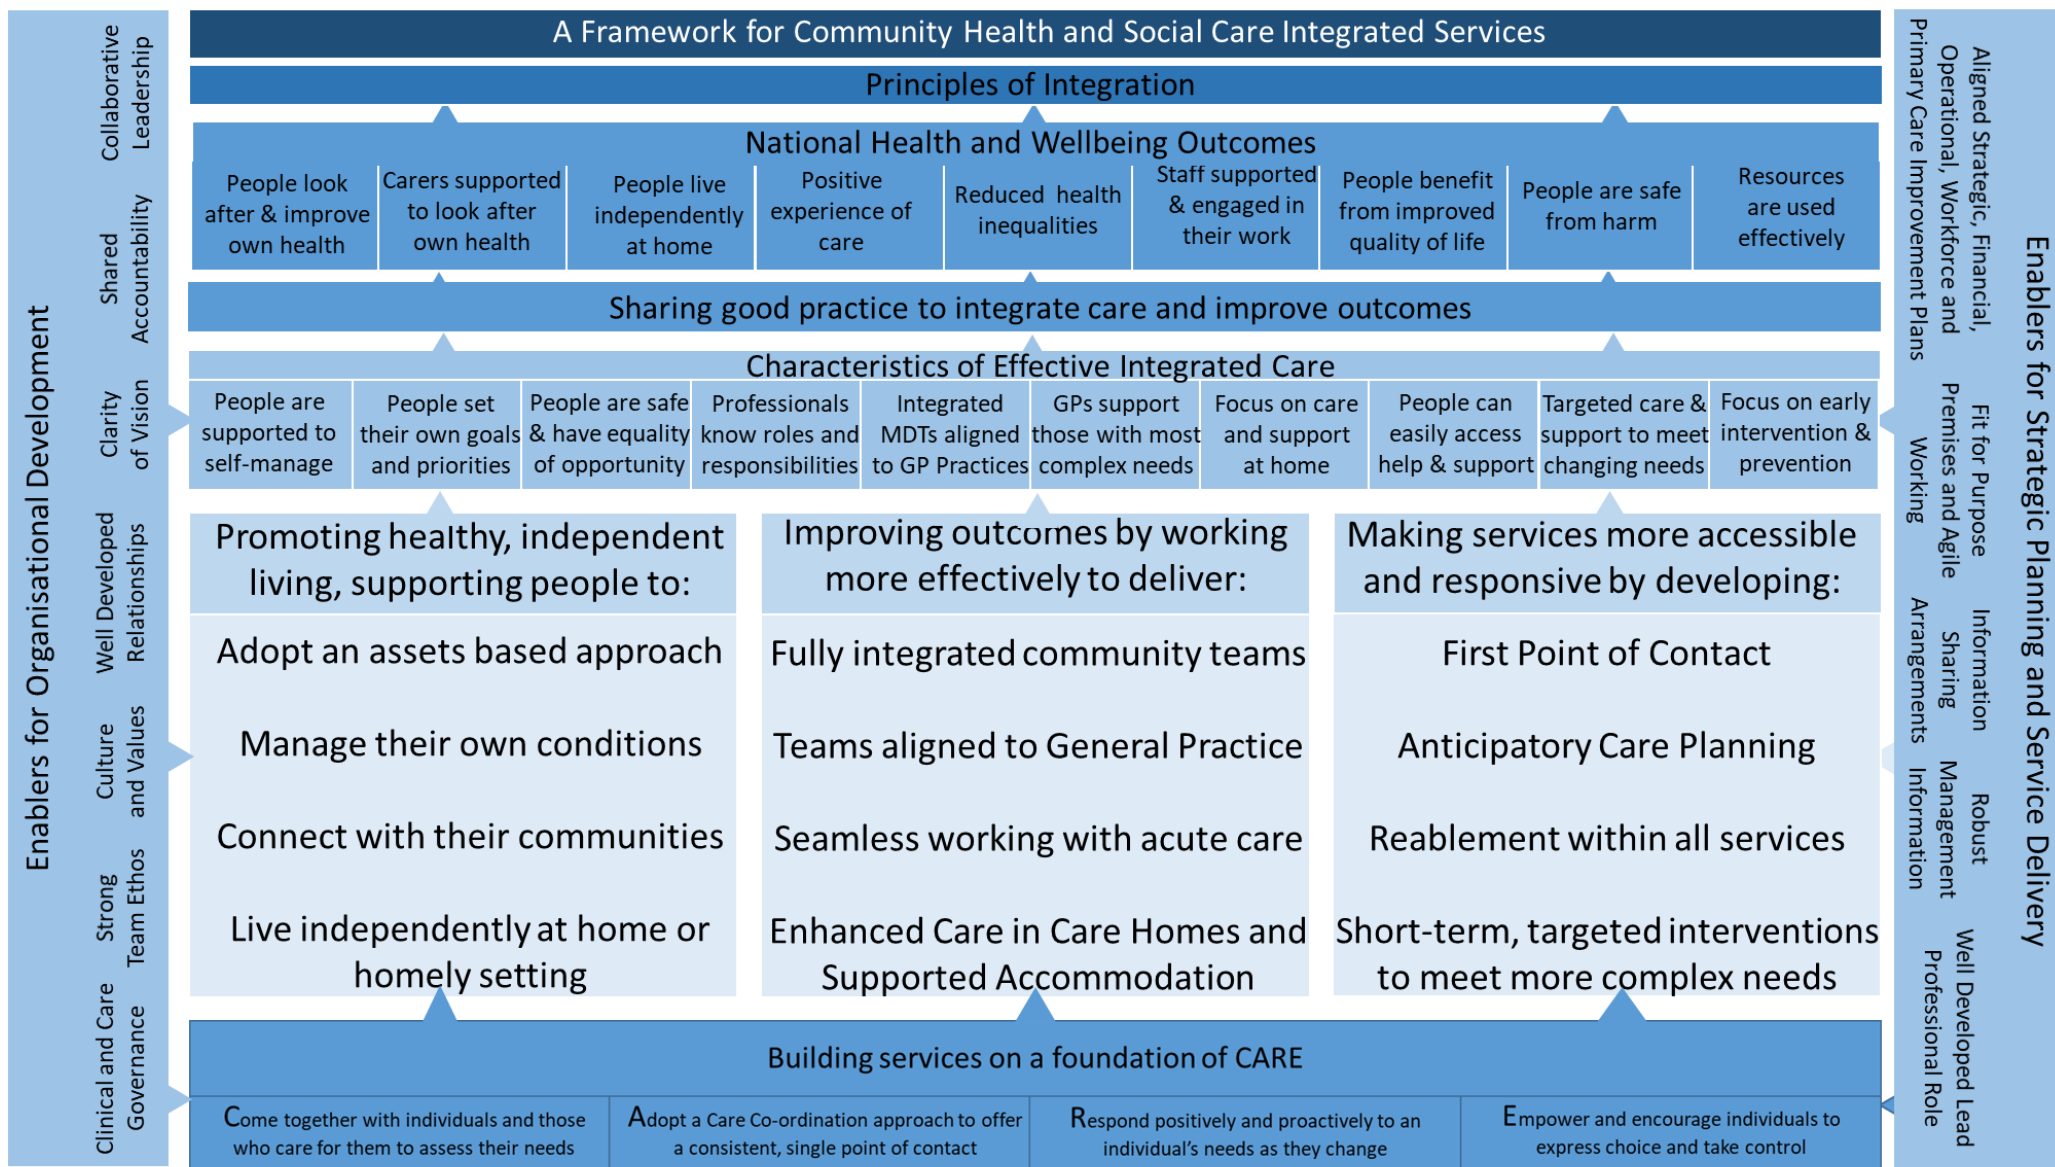 A Framework for Community Health and Social Care Integrated Services
Principles of Integration
National Health and Wellbeing Outcomes
People look
after & improve
own health
Carers supported
to look after
own health
People live
independently
at home
Positive
experience of
care
Reduced health
inequalities
Staff supported
& engaged in
their work
People benefit
from improved
quality of life
People are safe
from harm
Resources
are used
effectively
Sharing good practice to integrate care and improve outcomes
Characteristics of Effective Integrated Care
People are
supported to
self-manage
People set
their own goals
and priorities
People are safe
& have equality
of opportunity
Professionals
know roles and
responsibilities
Integrated
MDTs aligned
to GP Practices
GPs support
those with most
complex needs
Focus on care
and support
at home
People can
easily access
help & support
Targeted care &
support to meet
changing needs
Focus on early
intervention &
prevention
Promoting healthy, independent
living, supporting people to:
Adopt an assets based approach
Manage their own conditions
Connect with their communities
Live independently at home or
homely setting
Improving outcomes by working
more effectively to deliver:
Fully integrated community teams
Teams aligned to General Practice
Seamless working with acute care
Enhanced Care in Care Homes and
Supported Accommodation
Making services more accessible
and responsive by developing:
First Point of Contact
Anticipatory Care Planning
Reablement within all services
Short-term, targeted interventions
to meet more complex needs
Building services on a foundation of CARE
Come together with individuals and those
who care for them to assess their needs
Adopt a Care Co-ordination approach to offer
a consistent, single point of contact
Respond positively and proactively to an
individual's needs as they change
Empower and encourage individuals to
express choice and take control
Enablers for Organisational Development
Collaborative
Leadership
Shared
Accountability
Clarity
of Vision
Well Developed
Relationships
Culture
and Values
Strong
Team Ethos
Clinical and Care
Governance
Enablers for Strategic Planning and Service Delivery
Aligned Strategic, Financial,
Operational, Workforce and
Primary Care Improvement Plans
Fit for Purpose
Premises and Agile
Working
Information
Sharing
Arrangements
Robust
Management
Information
Well Developed Lead
Professional Role